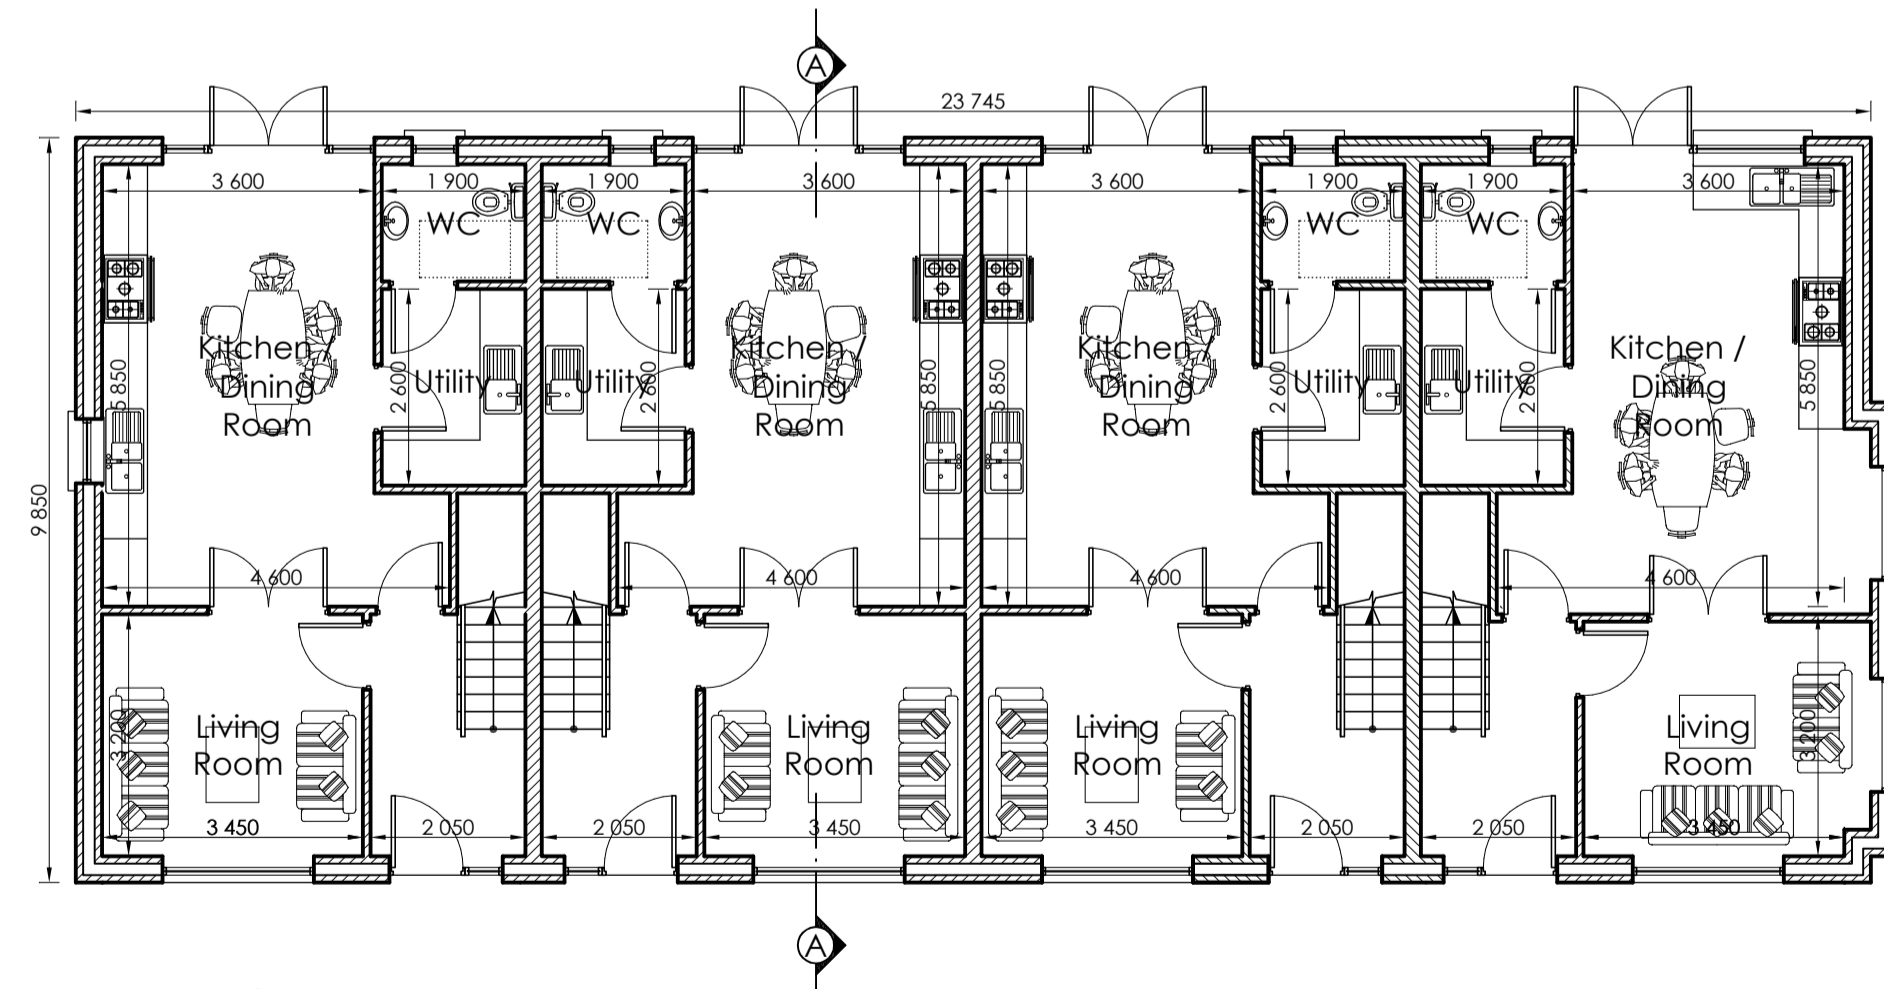 A
23 745
3 600
1 900
1 900
3 600
3 600
1 900
1 900
3 600
WC
WC
WC
WC
Kitchen /
Dining
Room
Kitchen /
Dining
Room
Kitchen /
Dining
Room
Kitchen /
Dining
Room
5 850
2 600
2 600
5 850
5 850
2 600
2 600
5 850
Utility
Utility
Utility
Utility
9 850
4 600
4 600
4 600
4 600
3 200
Living
Room
Living
Room
Living
Room
Living
Room
3 200
3 450
2 050
2 050
3 450
3 450
2 050
2 050
3 450
A